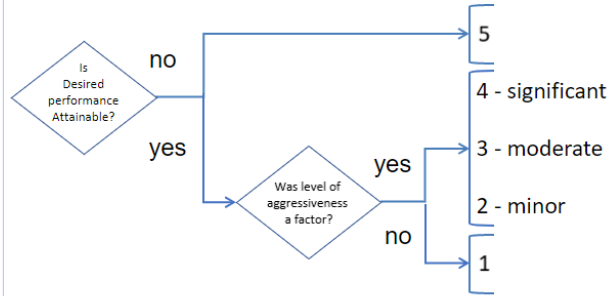 Is
Desired
performance
Attainable?
no
yes
Was level of
aggressiveness
a factor?
yes
no
5
4 - significant
3 - moderate
2 - minor
1